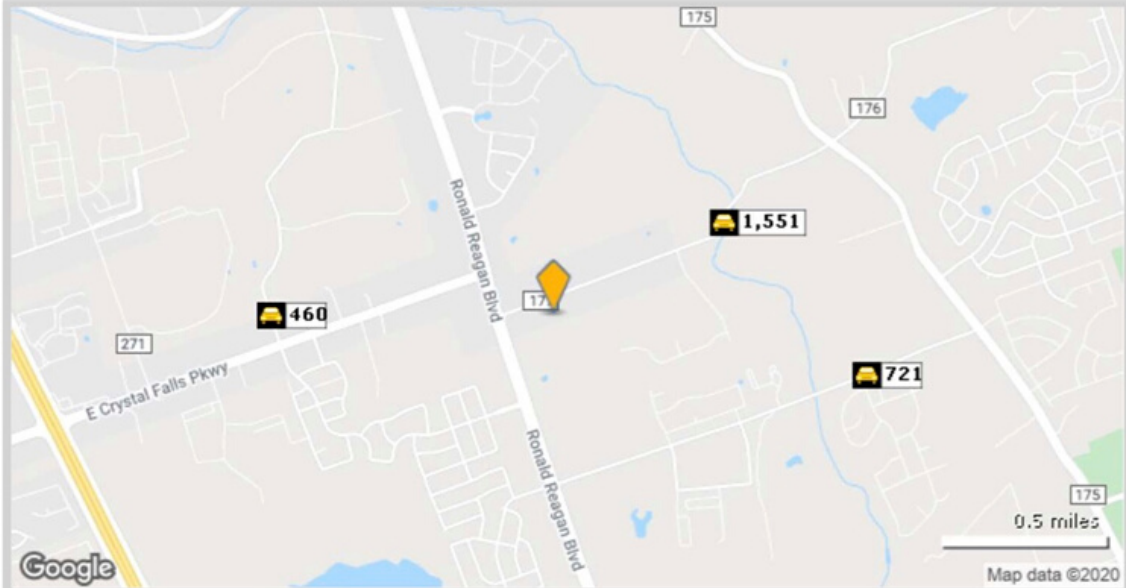 175
176
Ronald Reagan Blvd
1,551
460
271
E Crystal Falls Pkwy
721
Ronald Reagan Blvd
175
0.5 miles
Google
Map data ©2020